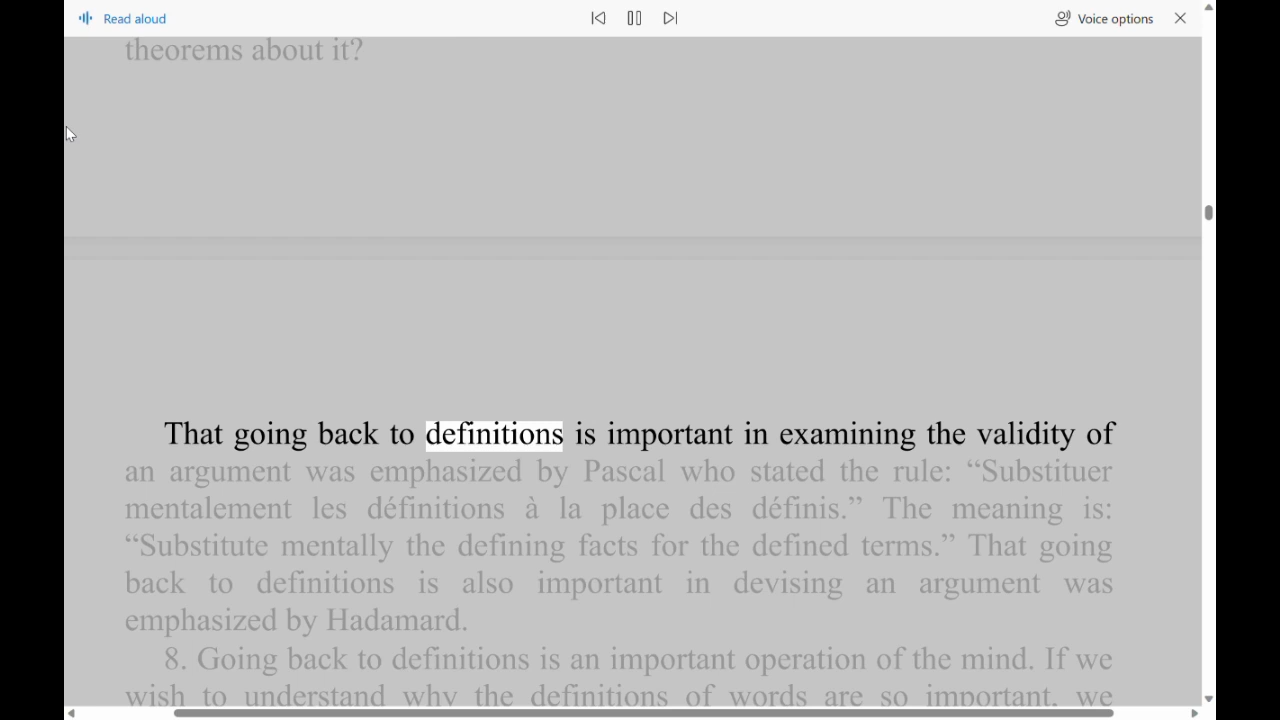 Read aloud
Voice options
theorems about it?
That going back to definitions is important in examining the validity of
an argument was emphasized by Pascal who stated the rule: “Substituer
mentalement les définitions à la place des définis.” The meaning is:
“Substitute mentally the defining facts for the defined terms.” That going
back to definitions is also important in devising an argument was
emphasized by Hadamard.
8. Going back to definitions is an important operation of the mind. If we
wish to understand why the definitions of words are so important, we